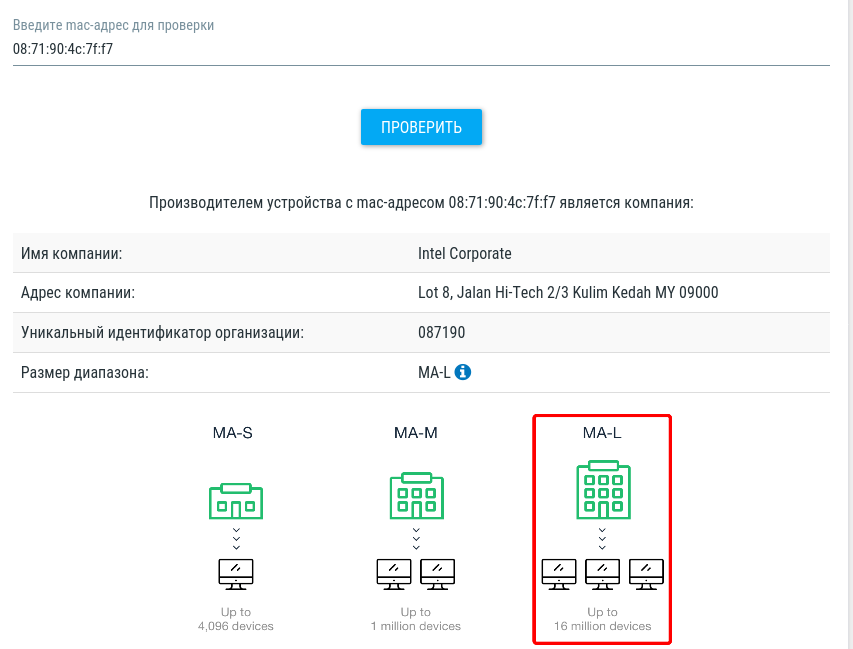 Введите mac-адрес для проверки
08:71:90:4c:7f:f7
ПРОВЕРИТЬ
Производителем устройства с mac-адресом 08:71:90:4c:7f:f7 является компания:
Имя компании: Intel Corporate
Адрес компании: Lot 8, Jalan Hi-Tech 2/3 Kulim Kedah MY 09000
Уникальный идентификатор организации: 087190
Размер диапазона: MA-L
MA-S MA-M MA-L
Up to Up to Up to
4,096 devices 1 million devices 16 million devices